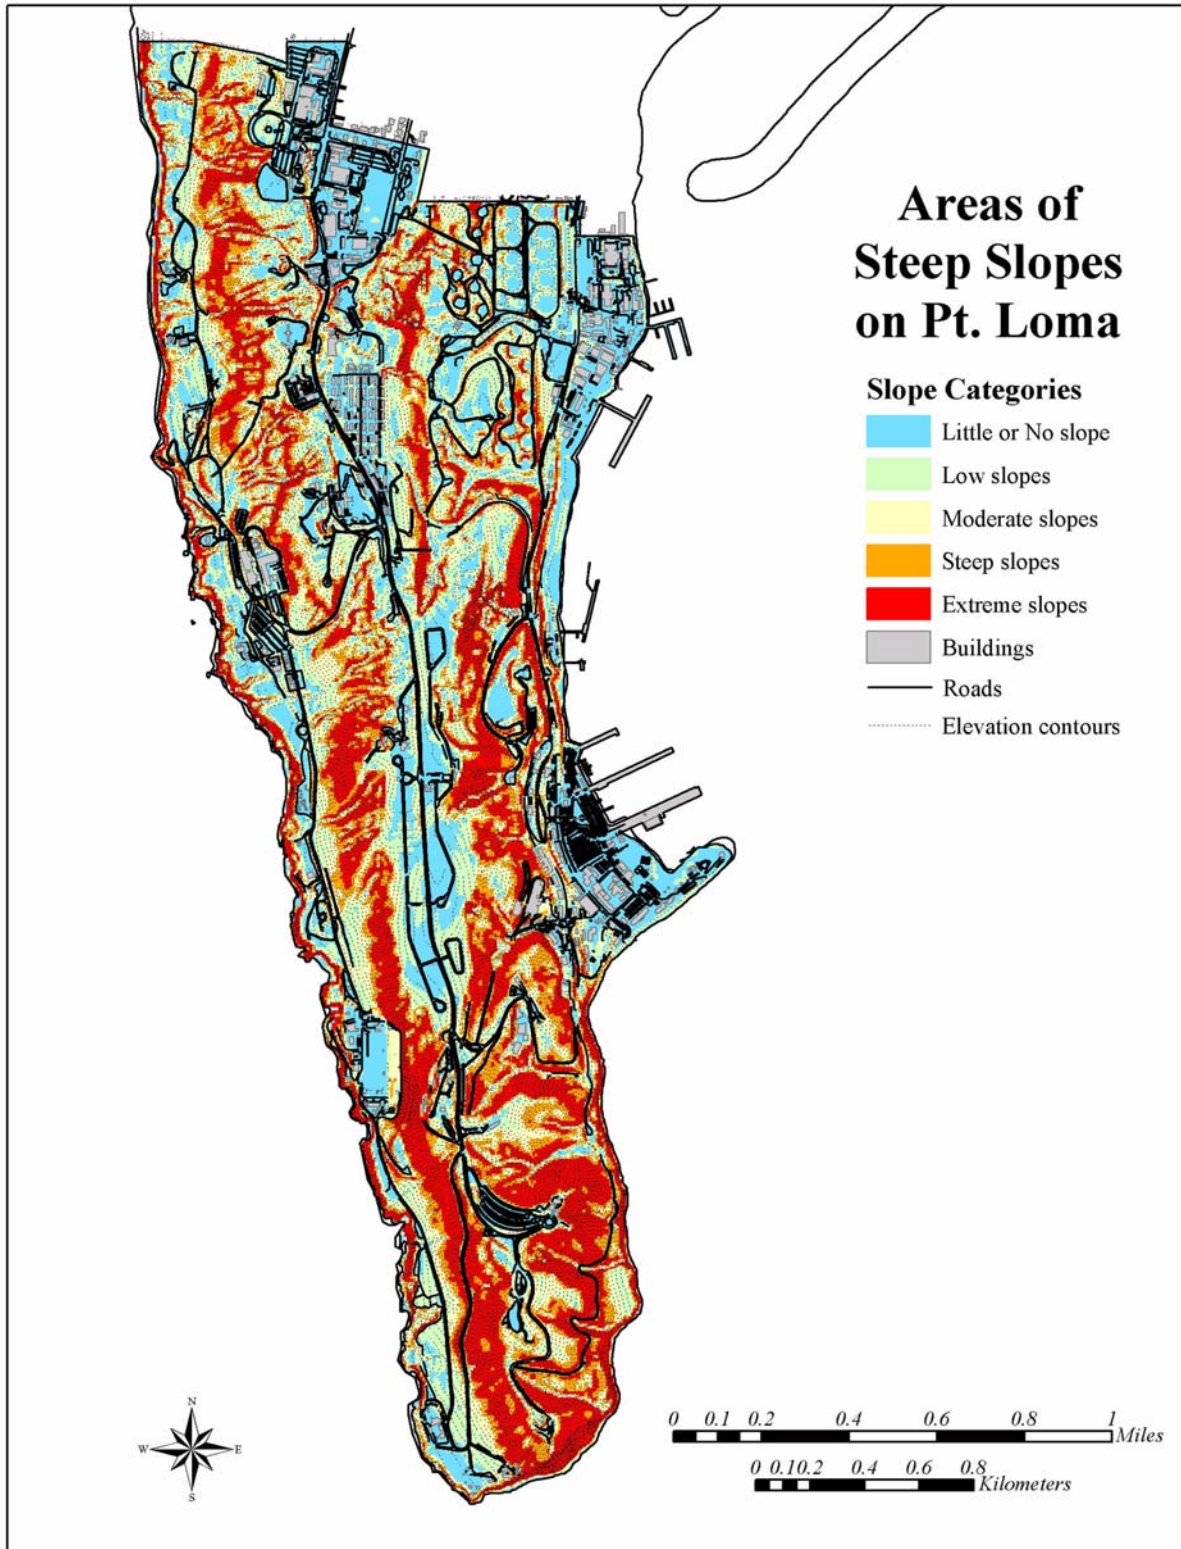 Areas of
Steep Slopes
on Pt. Loma
Slope Categories
Little or No slope
Low slopes
Moderate slopes
Steep slopes
Extreme slopes
Buildings
Roads
Elevation contours
N
W E
S
0 0.1 0.2 0.4 0.6 0.8 1 Miles
0 0.1 0.2 0.4 0.6 0.8 Kilometers